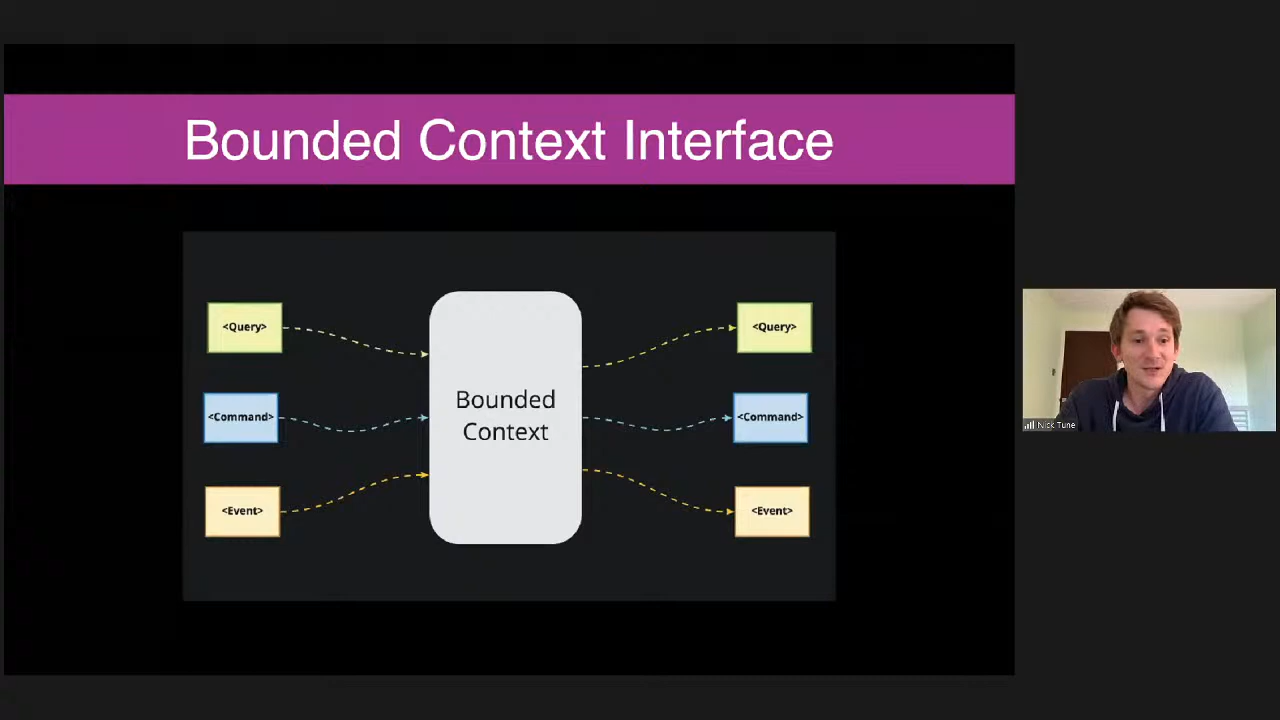 Bounded Context Interface
<Query>
<Query>
Bounded
Context
<Command>
<Command>
<Event>
<Event>
Nick Tune